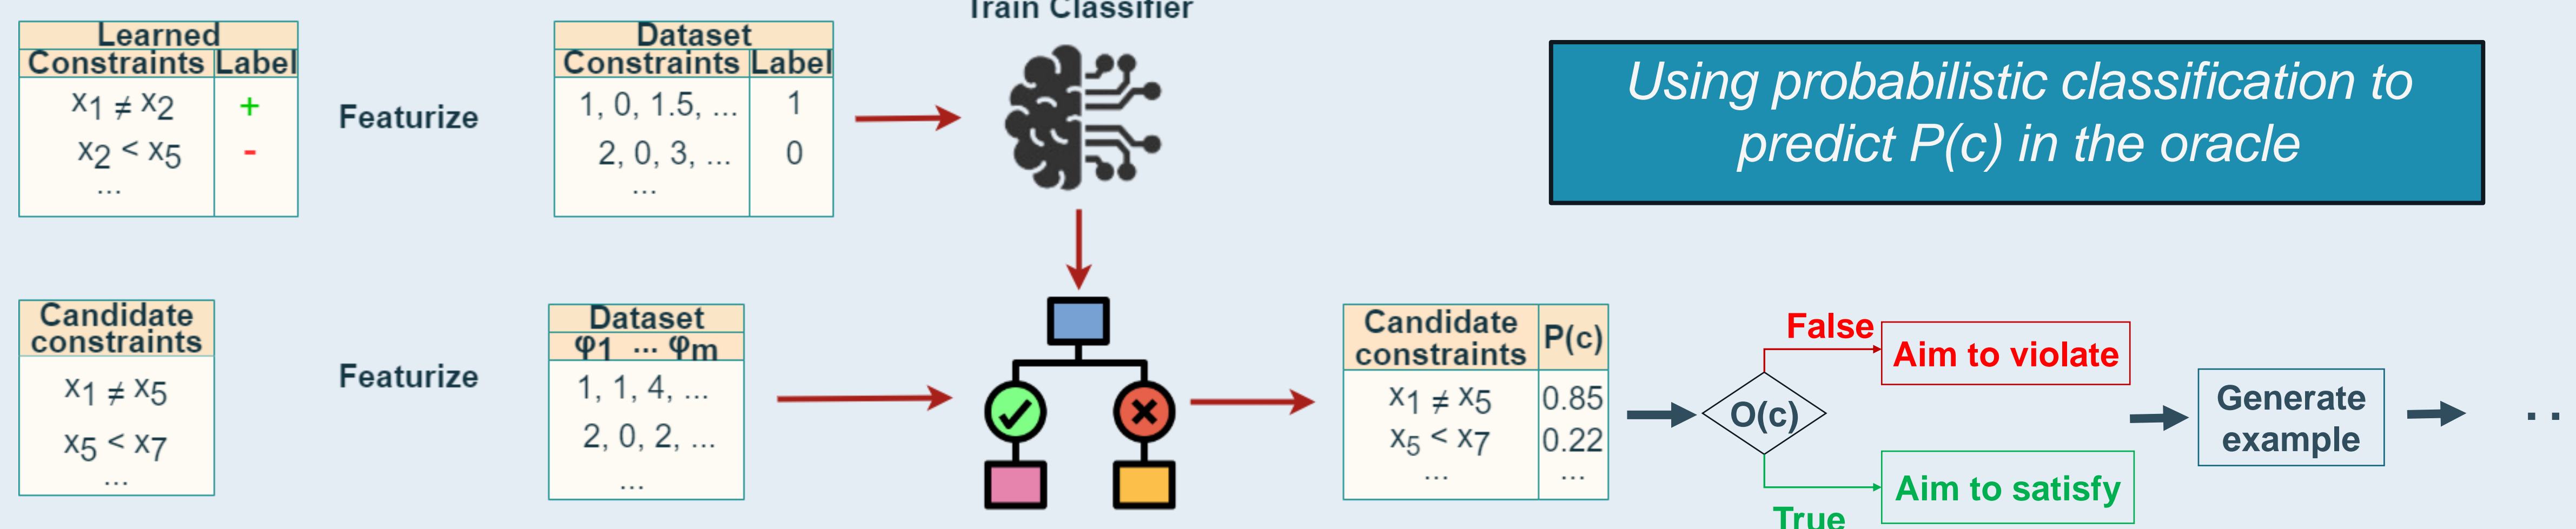 Train Classifier
Learned
Constraints Label
x1 ≠ x2 +
x2 < x5 -
...
Featurize
Dataset
Constraints Label
1, 0, 1.5, ... 1
2, 0, 3, ... 0
...
Using probabilistic classification to
predict P(c) in the oracle
Candidate
constraints
x1 ≠ x5
x5 < x7
...
Featurize
Dataset
φ1 ... φm
1, 1, 4, ...
2, 0, 2, ...
...
Candidate
constraints P(c)
x1 ≠ x5 0.85
x5 < x7 0.22
... ...
O(c)
False
Aim to violate
True
Aim to satisfy
Generate
example
. .